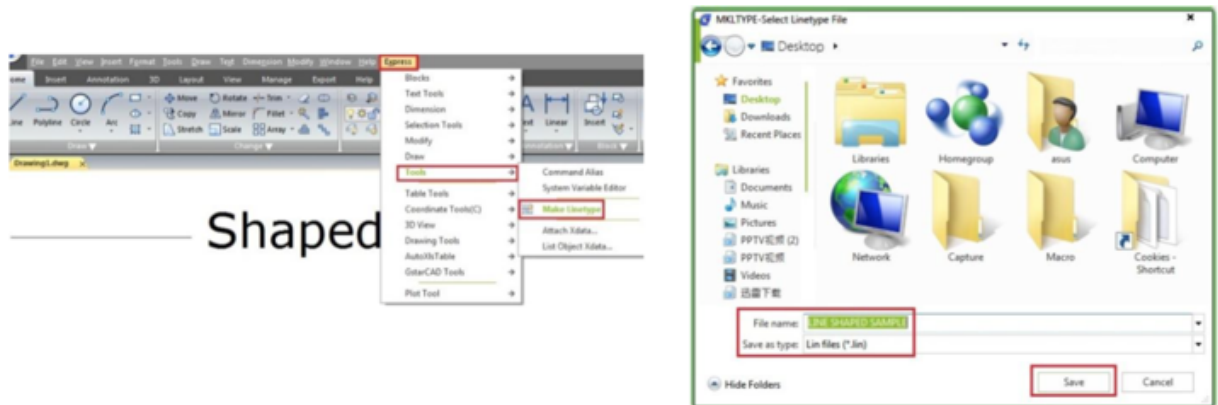 File Edit View Insert Format Tools Draw Text Dimension Modify Window Help Express
ome Insert Annotation 3D Layout View Manage Export Help
Line Polyline Circle Arc
Move Rotate Trim
Copy Mirror Fillet
Stretch Scale Array
Draw Change
Text Linear Insert
Annotation Block
Drawing1.dwg
Shaped
Blocks
Text Tools
Dimension
Selection Tools
Modify
Draw
Tools
Table Tools
Coordinate Tools(C)
3D View
Drawing Tools
AutoXlsTable
GstarCAD Tools
Plot Tool
Command Alias
System Variable Editor
Make Linetype
Attach Xdata...
List Object Xdata...
MKLTYPE-Select Linetype File
Desktop
Favorites
Desktop
Downloads
Recent Places
Libraries
Documents
Music
Pictures
PPTV视频 (2)
PPTV视频
Videos
迅雷下载
Libraries Homegroup asus Computer
Network Capture Macro Cookies -
Shortcut
File name: LINE SHAPED SAMPLE
Save as type: Lin files (*.lin)
Hide Folders Save Cancel